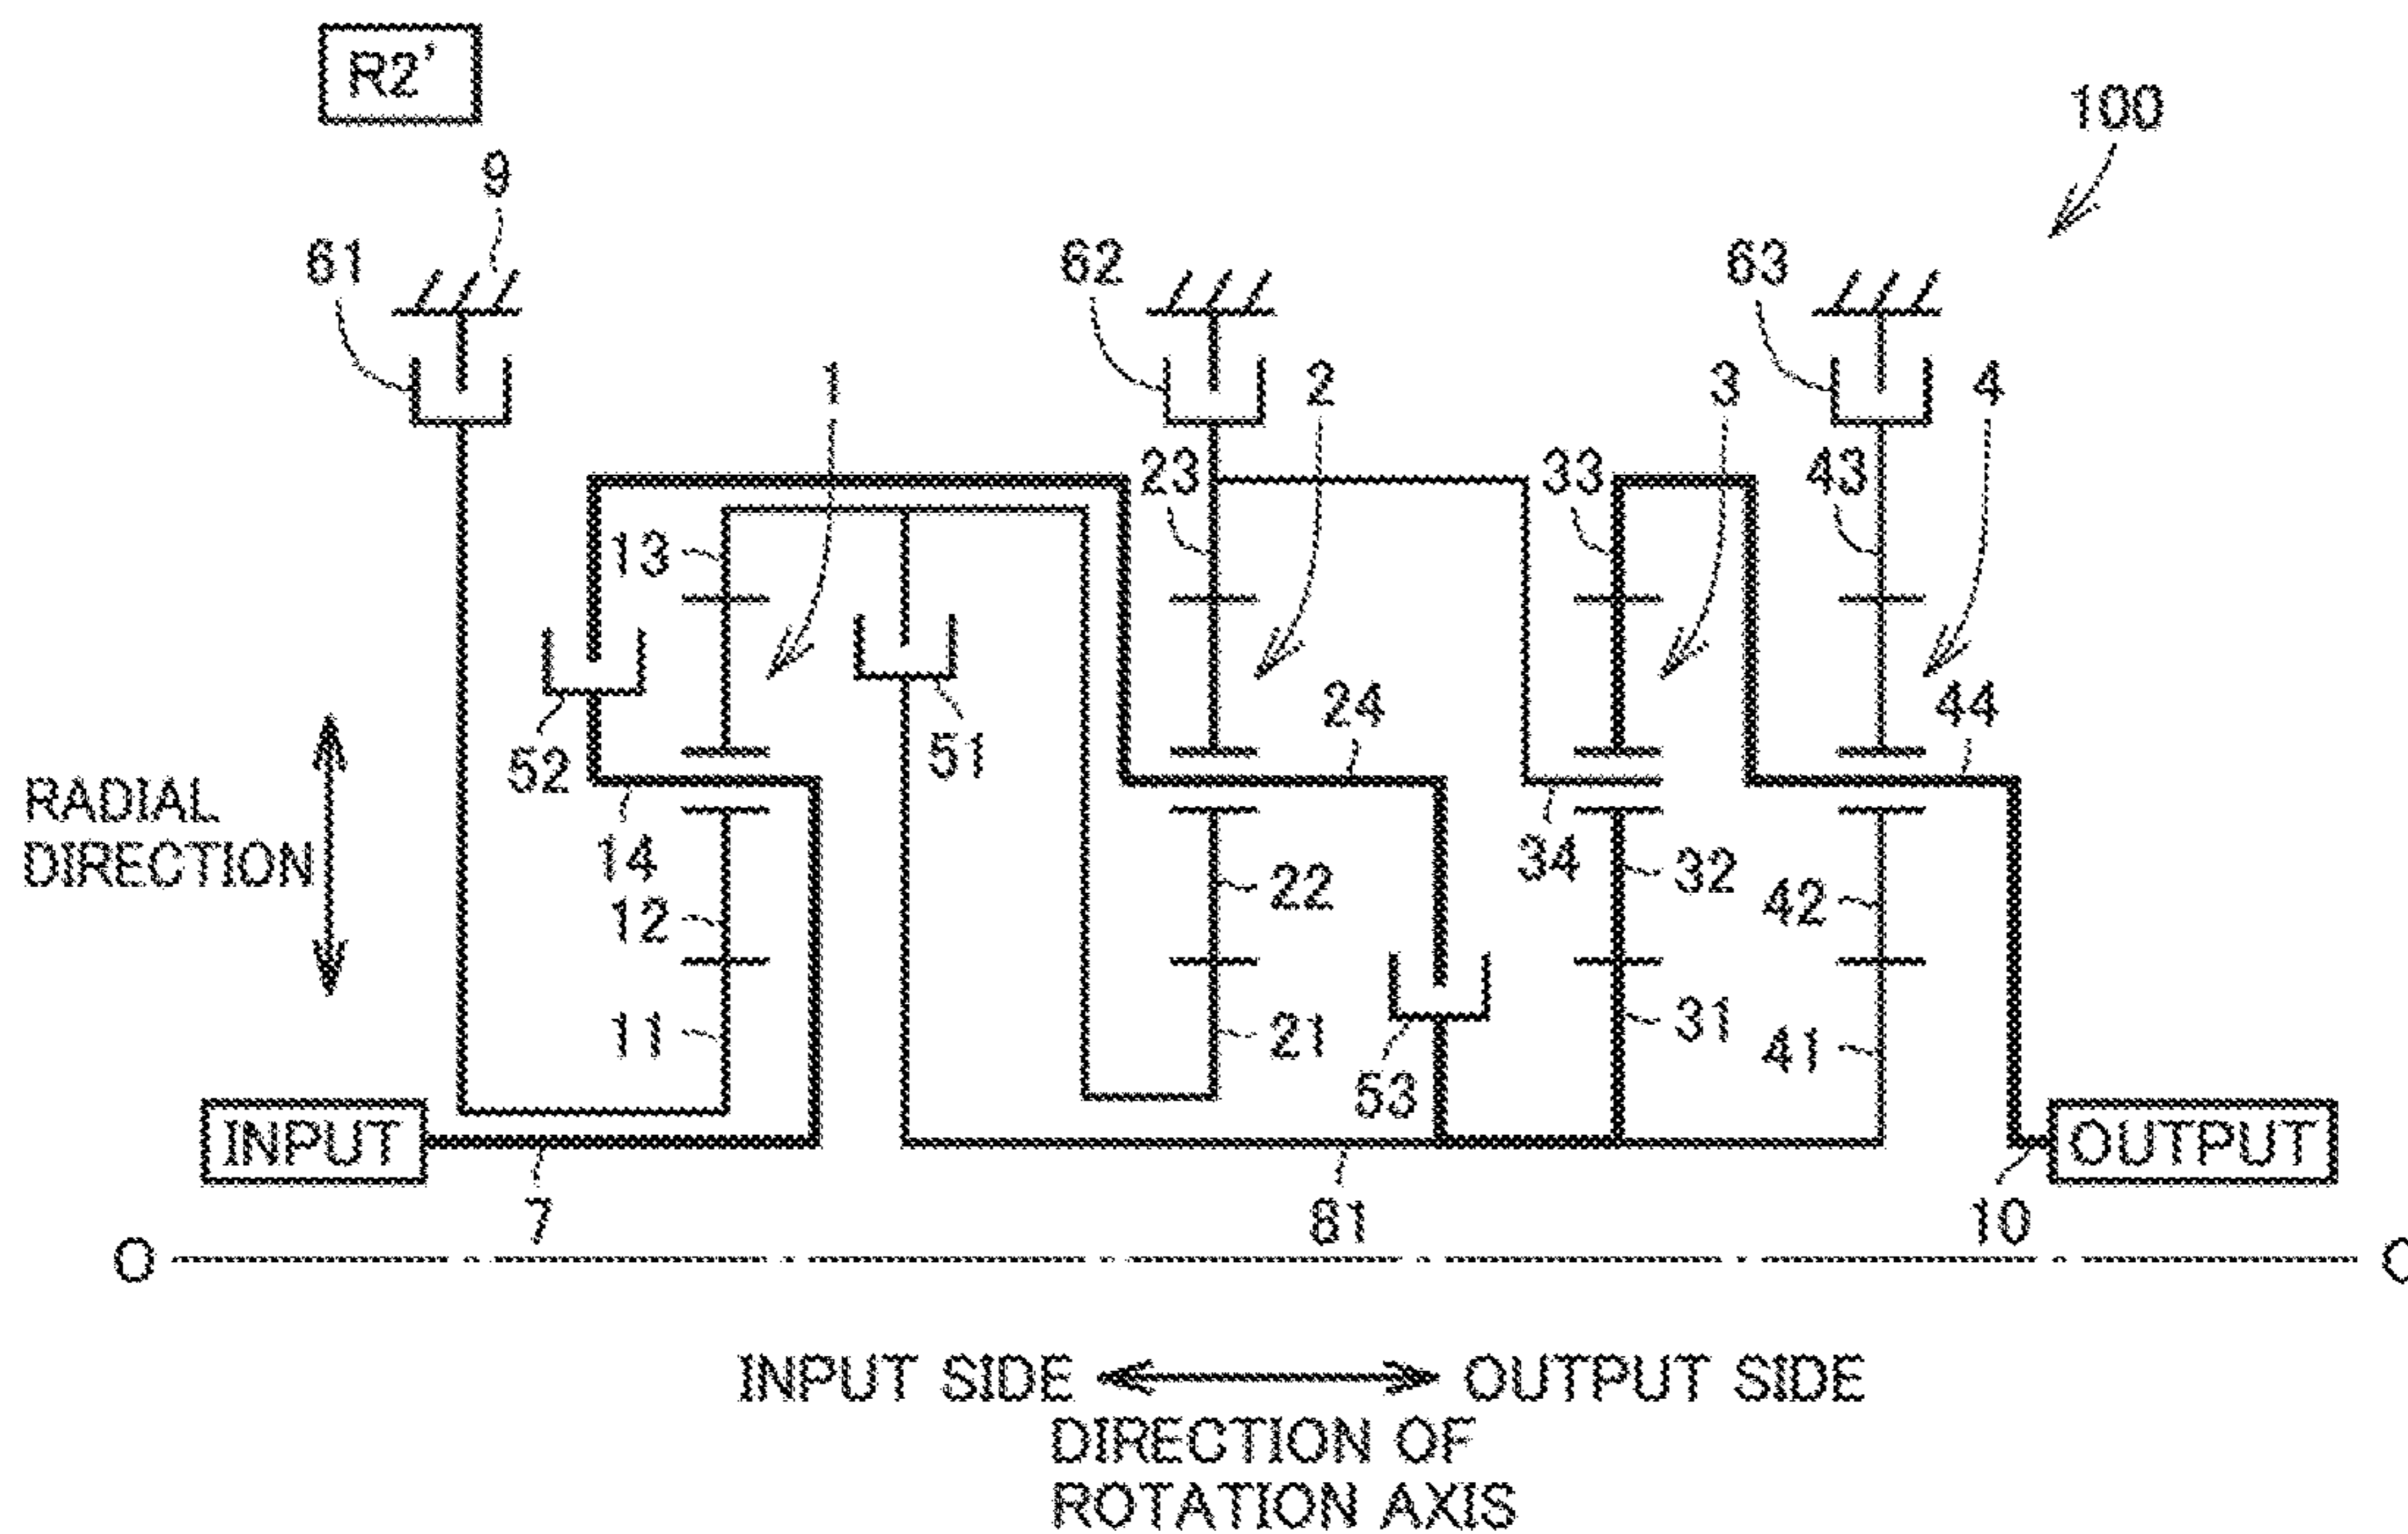 R2'
100
9
61
62
63
1
2
3
4
23
33
43
13
24
44
52
51
RADIAL
DIRECTION
14
34
32
12
22
42
11
21
31
41
53
INPUT
OUTPUT
7
61
10
O
O
INPUT SIDE
OUTPUT SIDE
DIRECTION OF
ROTATION AXIS